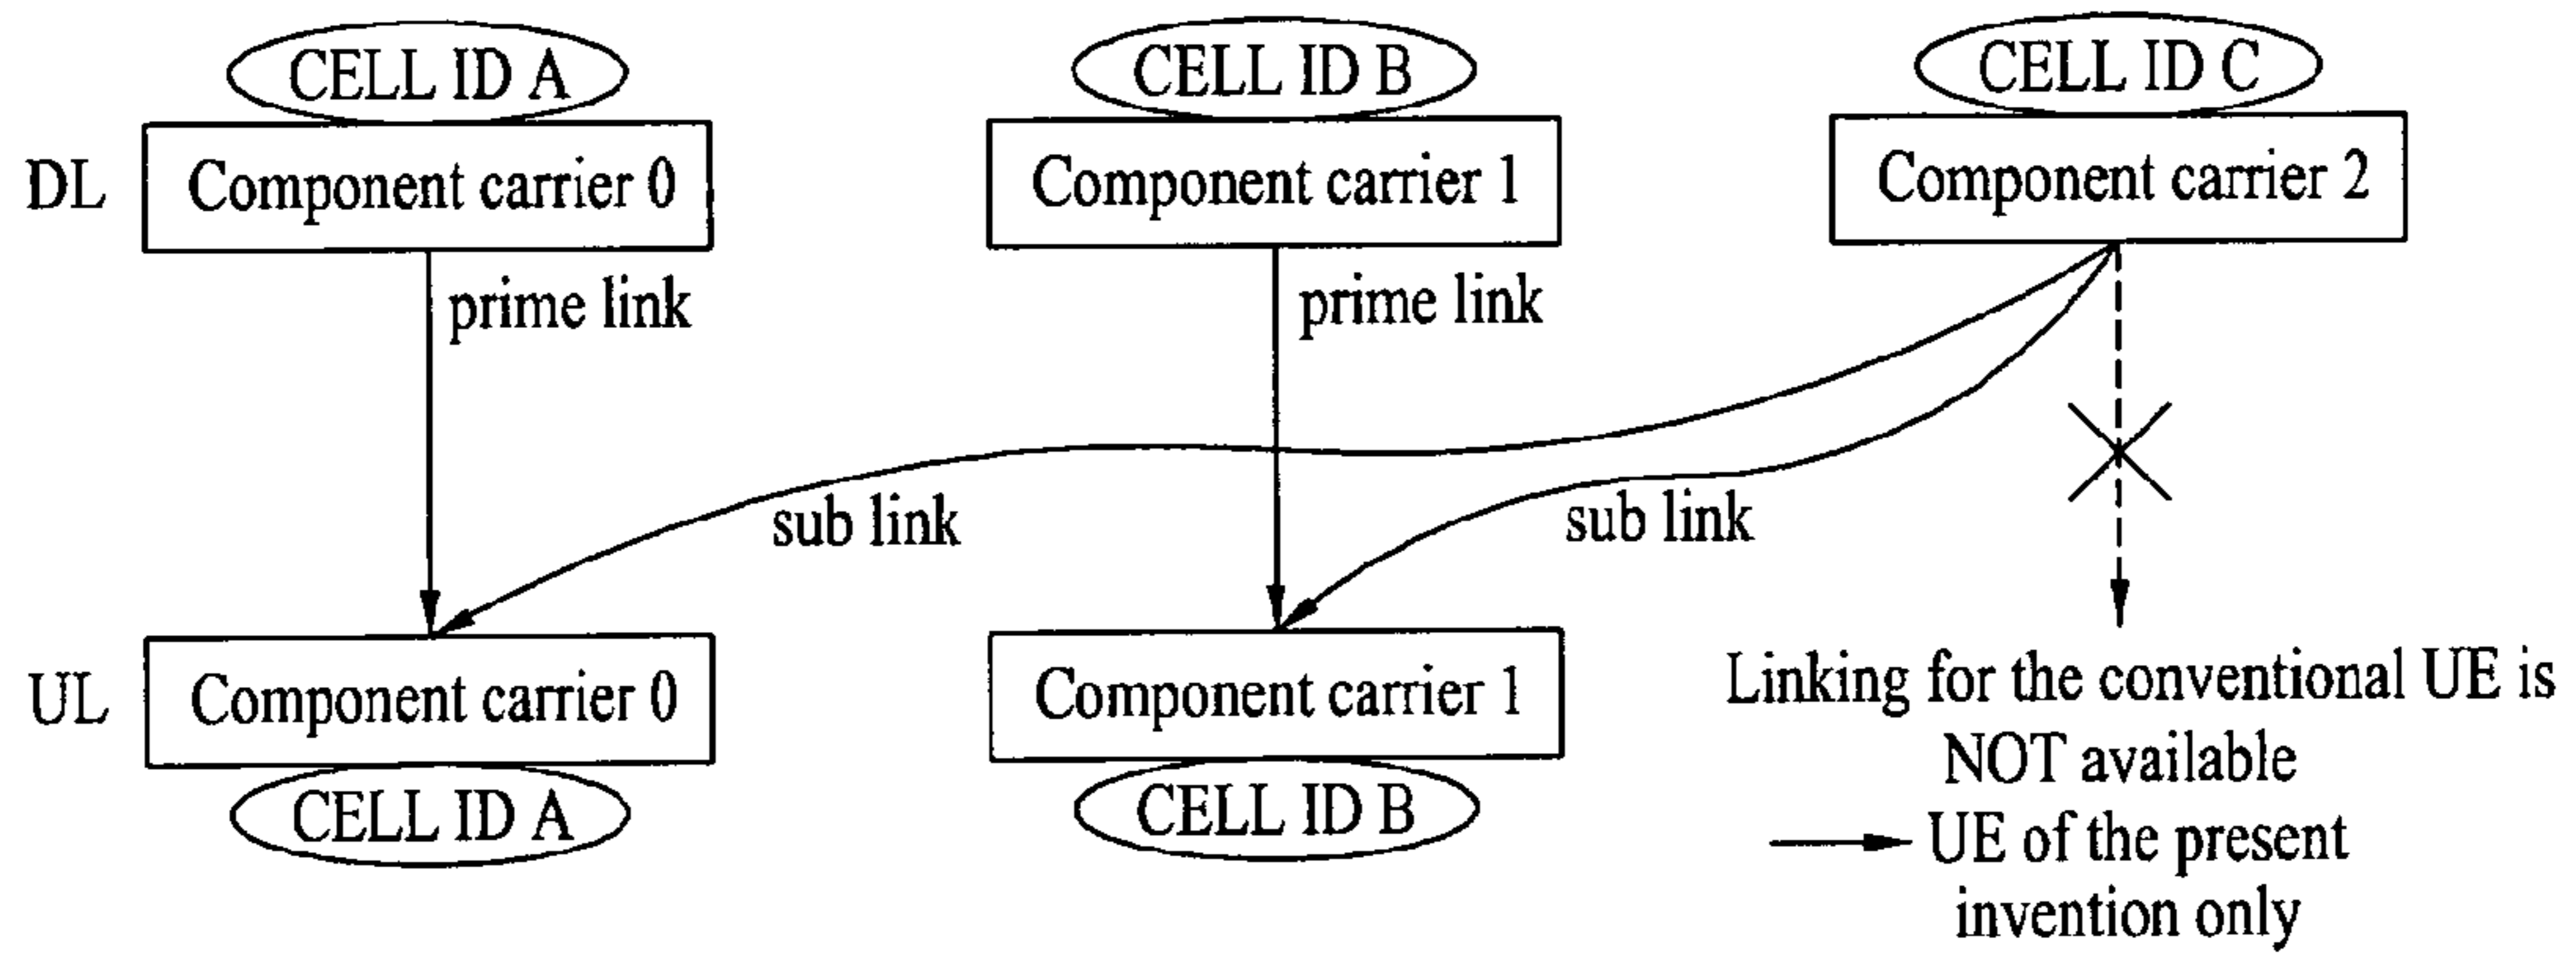 CELL ID A
CELL ID B
CELL ID C
DL
Component carrier 0
Component carrier 1
Component carrier 2
prime link
prime link
sub link
sub link
UL
Component carrier 0
Component carrier 1
CELL ID A
CELL ID B
Linking for the conventional UE is
NOT available
UE of the present
invention only